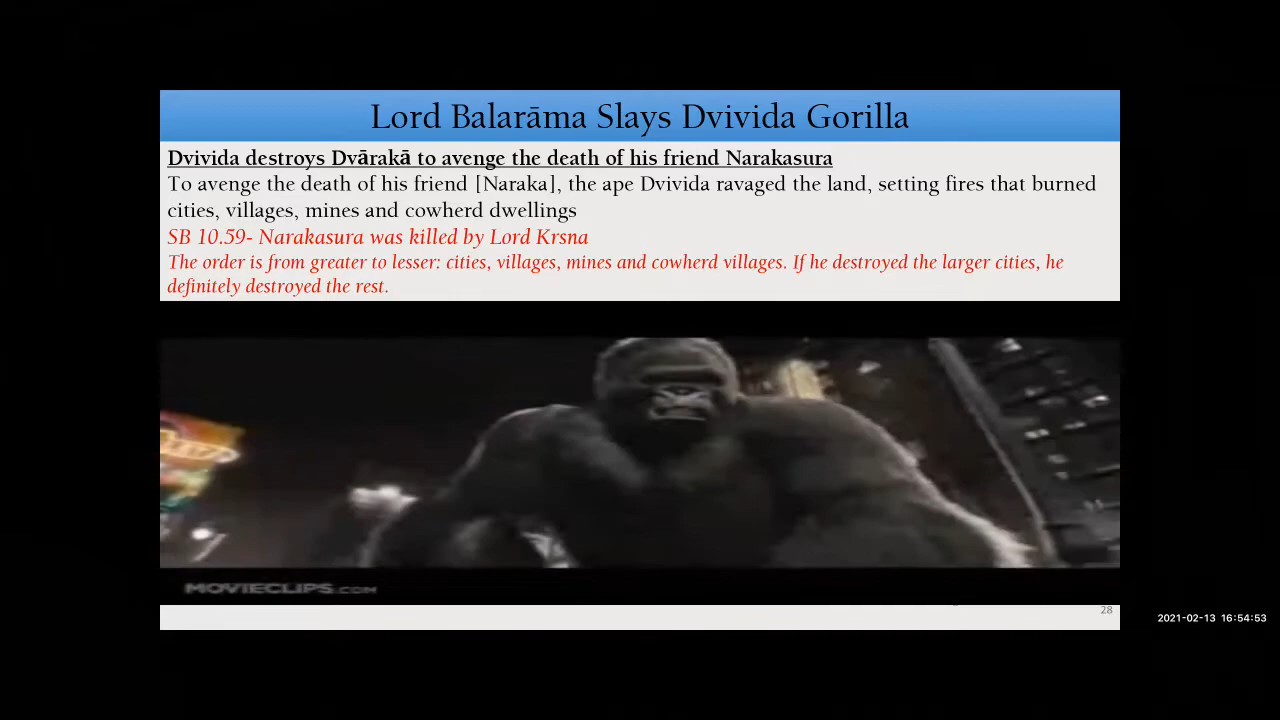 Lord Balarāma Slays Dvivida Gorilla
Dvivida destroys Dvārakā to avenge the death of his friend Narakasura
To avenge the death of his friend [Naraka], the ape Dvivida ravaged the land, setting fires that burned
cities, villages, mines and cowherd dwellings
SB 10.59- Narakasura was killed by Lord Krsna
The order is from greater to lesser: cities, villages, mines and cowherd villages. If he destroyed the larger cities, he
definitely destroyed the rest.
MOVIECLIPS.COM
28
2021-02-13 16:54:53